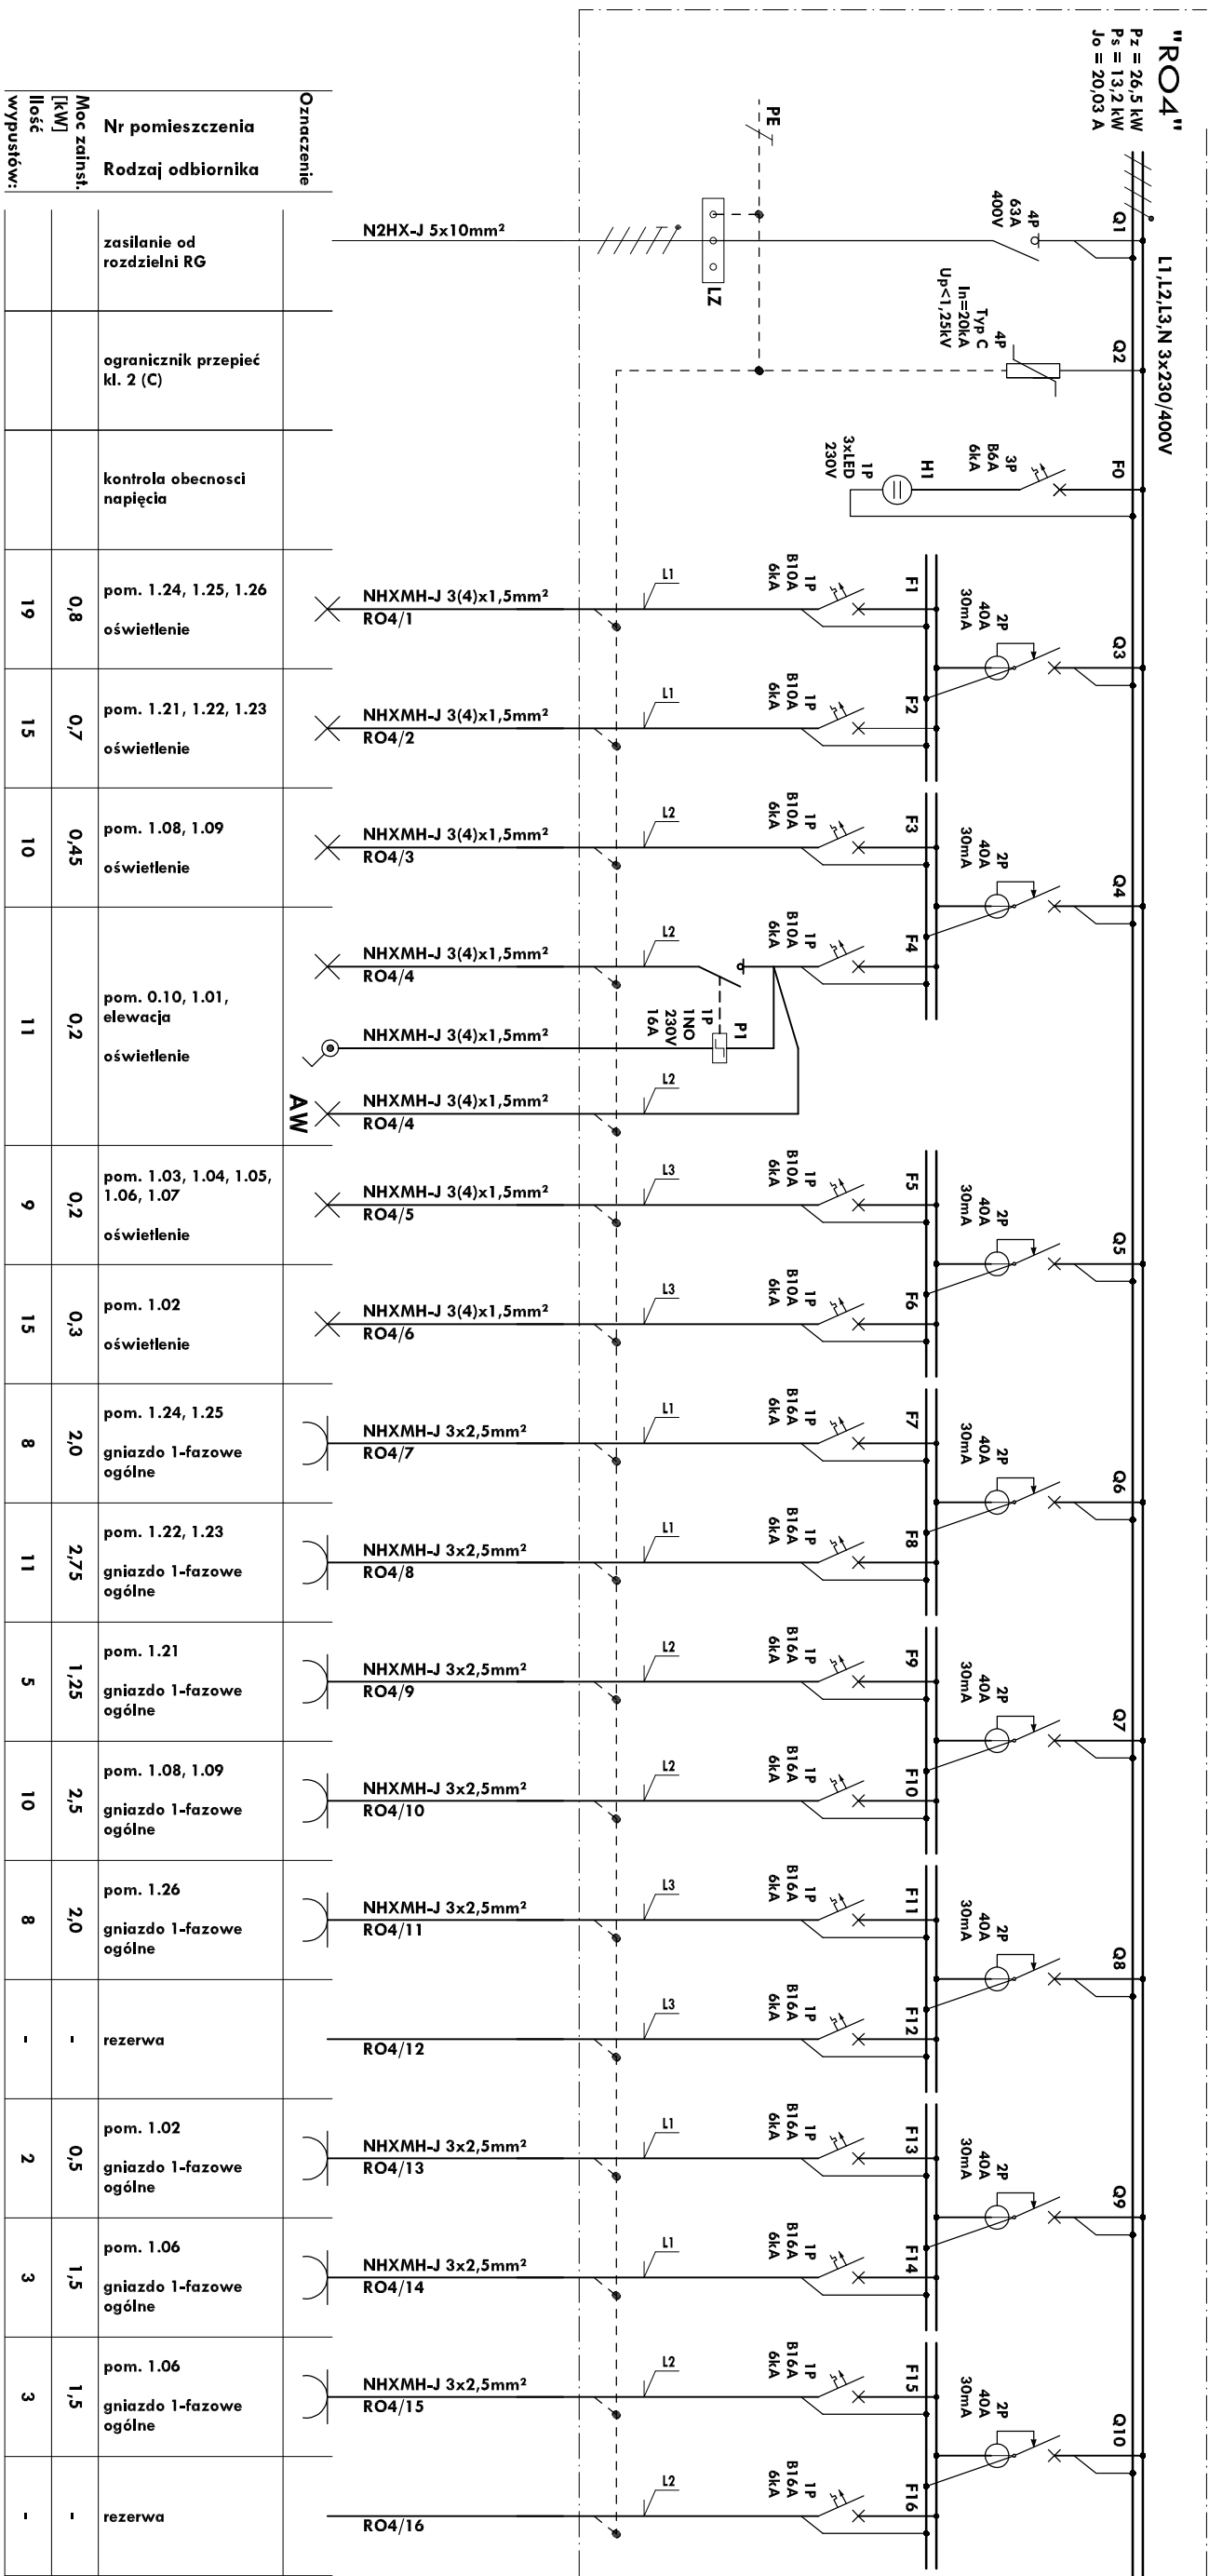 "RO4"
Pz = 26,5 kW
Ps = 13,2 kW
Jo = 20,03 A
L1,L2,L3,N 3x230/400V
Q1
4P
63A
400V
PE
LZ
N2HX-J 5x10mm²
zasilanie od
rozdzielni RG
Q2
4P
Typ C
In=20kA
Up<1,25kV
ogranicznik przepieć
kl. 2 (C)
F0
3P
B6A
6kA
H1
1P
3xLED
230V
kontrola obecnosci
napięcia
Oznaczenie
Nr pomieszczenia
Rodzaj odbiornika
Moc zainst.
[kW]
Ilość
wypustów:
Q3
2P
40A
30mA
F1
1P
B10A
6kA
L1
NHXMH-J 3(4)x1,5mm²
RO4/1
pom. 1.24, 1.25, 1.26
oświetlenie
0,8
19
F2
1P
B10A
6kA
L1
NHXMH-J 3(4)x1,5mm²
RO4/2
pom. 1.21, 1.22, 1.23
oświetlenie
0,7
15
Q4
2P
40A
30mA
F3
1P
B10A
6kA
L2
NHXMH-J 3(4)x1,5mm²
RO4/3
pom. 1.08, 1.09
oświetlenie
0,45
10
F4
1P
B10A
6kA
L2
NHXMH-J 3(4)x1,5mm²
RO4/4
P1
1P
1NO
230V
16A
NHXMH-J 3(4)x1,5mm²
L2
NHXMH-J 3(4)x1,5mm²
RO4/4
AW
pom. 0.10, 1.01,
elewacja
oświetlenie
0,2
11
Q5
2P
40A
30mA
F5
1P
B10A
6kA
L3
NHXMH-J 3(4)x1,5mm²
RO4/5
pom. 1.03, 1.04, 1.05,
1.06, 1.07
oświetlenie
0,2
9
F6
1P
B10A
6kA
L3
NHXMH-J 3(4)x1,5mm²
RO4/6
pom. 1.02
oświetlenie
0,3
15
Q6
2P
40A
30mA
F7
1P
B16A
6kA
L1
NHXMH-J 3x2,5mm²
RO4/7
pom. 1.24, 1.25
gniazdo 1-fazowe
ogólne
2,0
8
F8
1P
B16A
6kA
L1
NHXMH-J 3x2,5mm²
RO4/8
pom. 1.22, 1.23
gniazdo 1-fazowe
ogólne
2,75
11
Q7
2P
40A
30mA
F9
1P
B16A
6kA
L2
NHXMH-J 3x2,5mm²
RO4/9
pom. 1.21
gniazdo 1-fazowe
ogólne
1,25
5
F10
1P
B16A
6kA
L2
NHXMH-J 3x2,5mm²
RO4/10
pom. 1.08, 1.09
gniazdo 1-fazowe
ogólne
2,5
10
Q8
2P
40A
30mA
F11
1P
B16A
6kA
L3
NHXMH-J 3x2,5mm²
RO4/11
pom. 1.26
gniazdo 1-fazowe
ogólne
2,0
8
F12
1P
B16A
6kA
L3
RO4/12
rezerwa
-
-
Q9
2P
40A
30mA
F13
1P
B16A
6kA
L1
NHXMH-J 3x2,5mm²
RO4/13
pom. 1.02
gniazdo 1-fazowe
ogólne
0,5
2
F14
1P
B16A
6kA
L1
NHXMH-J 3x2,5mm²
RO4/14
pom. 1.06
gniazdo 1-fazowe
ogólne
1,5
3
Q10
2P
40A
30mA
F15
1P
B16A
6kA
L2
NHXMH-J 3x2,5mm²
RO4/15
pom. 1.06
gniazdo 1-fazowe
ogólne
1,5
3
F16
1P
B16A
6kA
L2
RO4/16
rezerwa
-
-